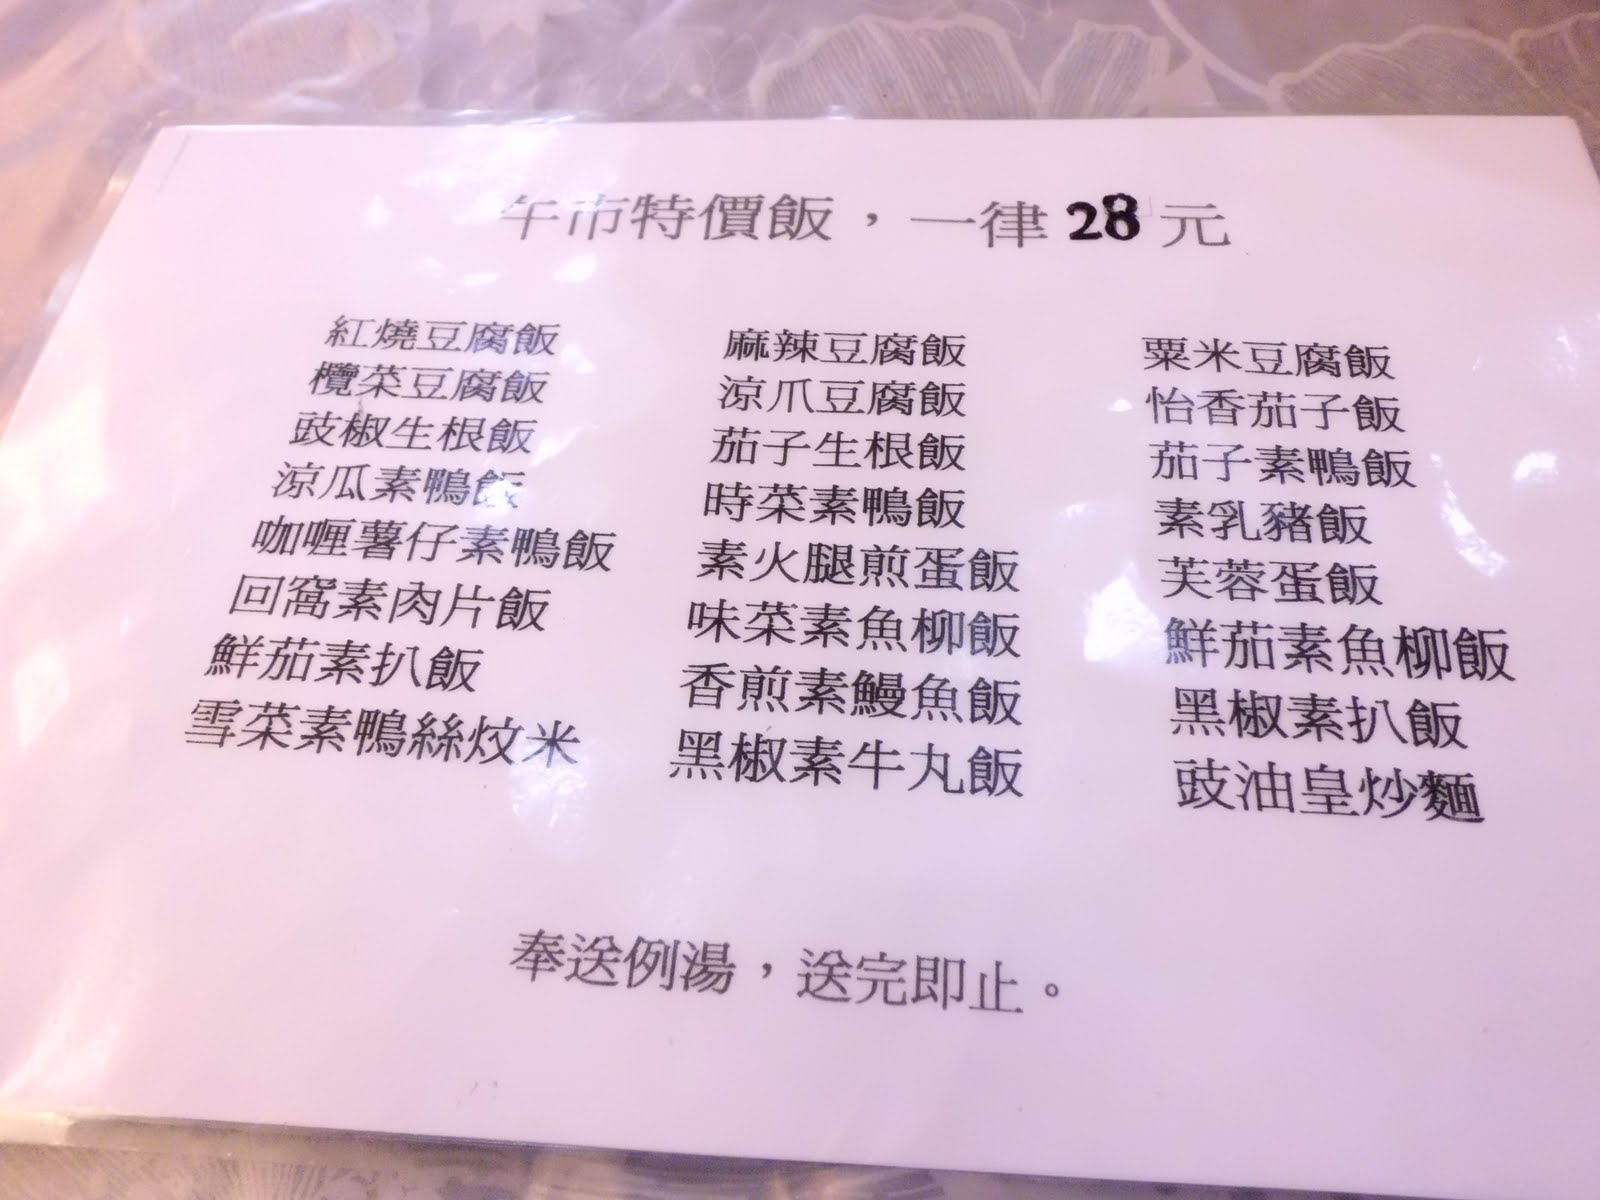 午市特價飯，一律 28 元
紅燒豆腐飯 麻辣豆腐飯 粟米豆腐飯
欖菜豆腐飯 涼爪豆腐飯 怡香茄子飯
豉椒生根飯 茄子生根飯 茄子素鴨飯
涼瓜素鴨飯 時菜素鴨飯 素乳豬飯
咖喱薯仔素鴨飯 素火腿煎蛋飯 芙蓉蛋飯
回窩素肉片飯 味菜素魚柳飯 鮮茄素魚柳飯
鮮茄素扒飯 香煎素鰻魚飯 黑椒素扒飯
雪菜素鴨絲炆米 黑椒素牛丸飯 豉油皇炒麵
奉送例湯，送完即止。